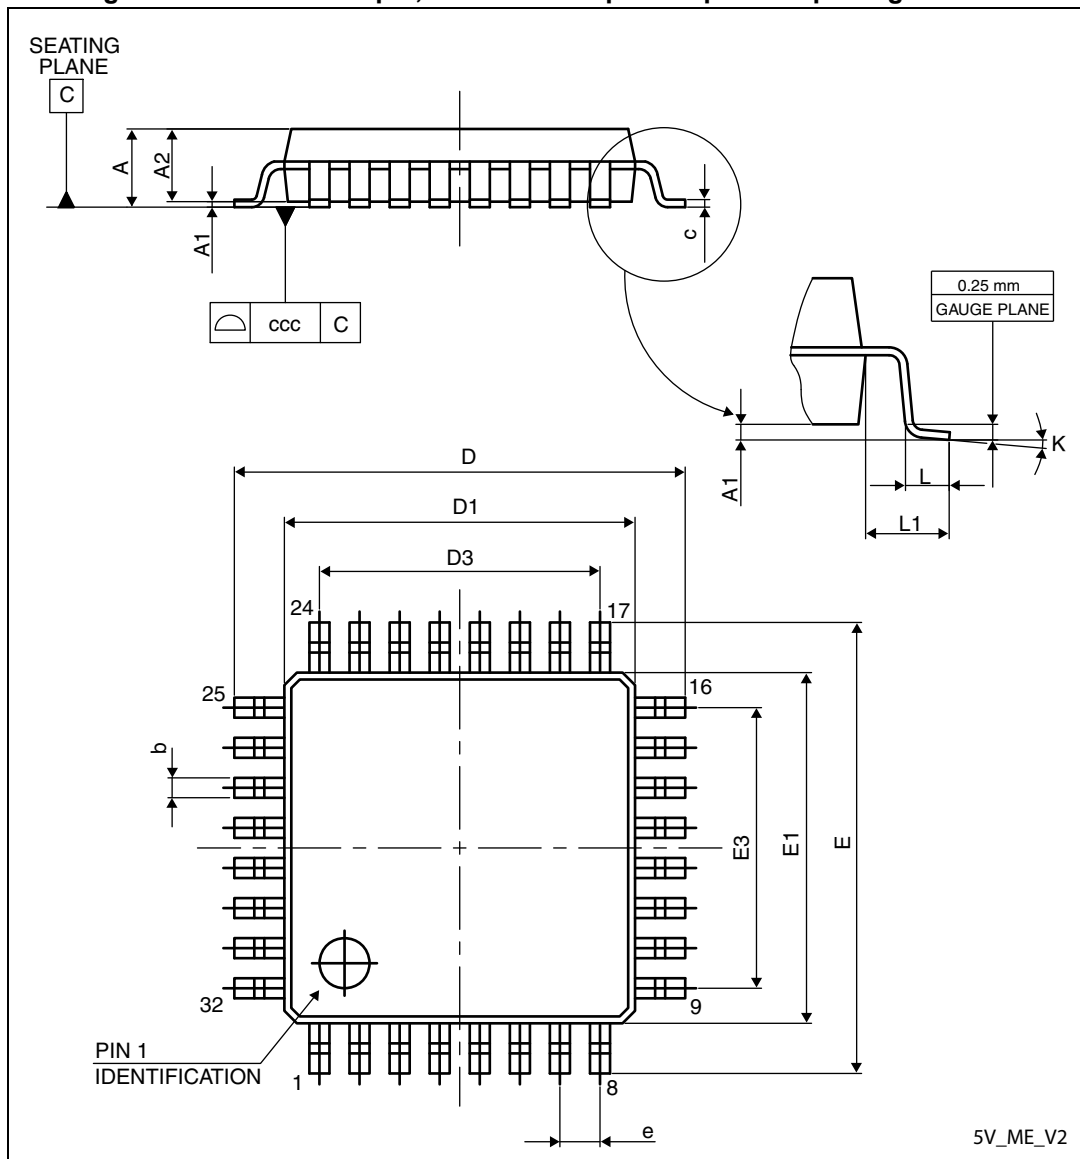 SEATING
PLANE
C
A
A2
A1
c
ccc
C
0.25 mm
GAUGE PLANE
A1
K
L
L1
D
D1
D3
24
17
25
16
b
E3
E1
E
32
9
PIN 1
IDENTIFICATION
1
8
e
5V_ME_V2